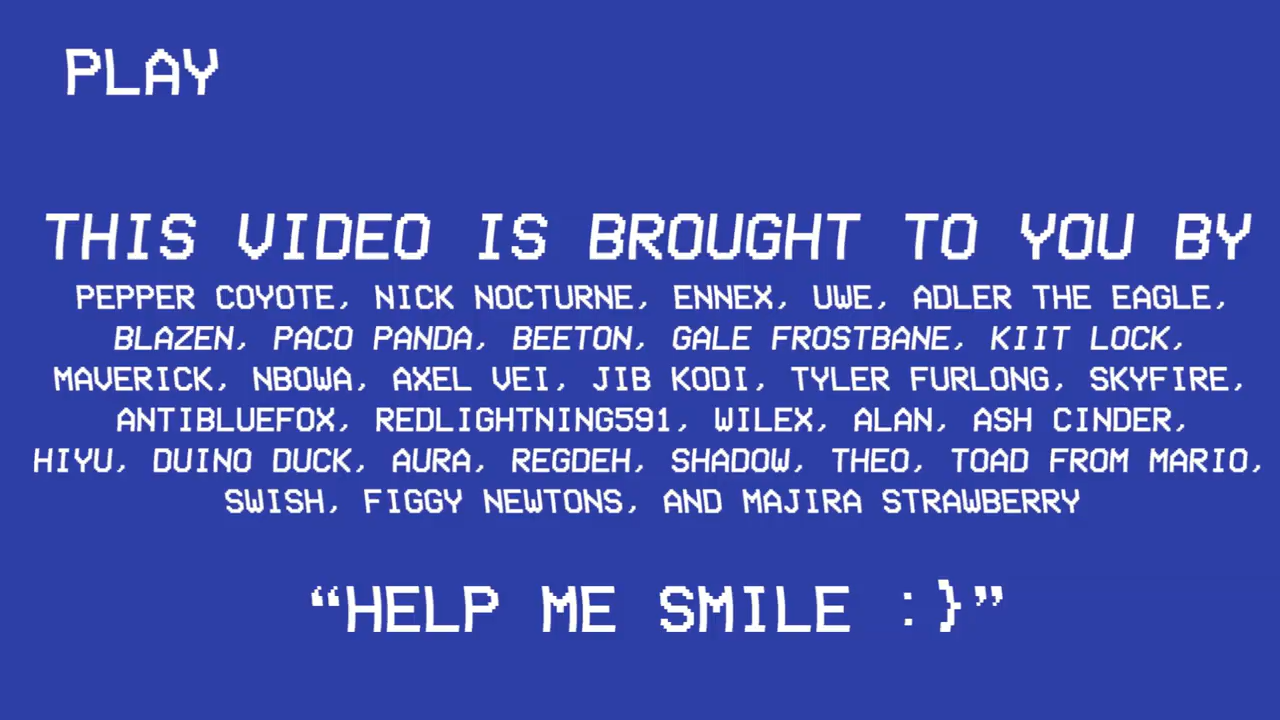 PLAY
THIS VIDEO IS BROUGHT TO YOU BY
PEPPER COYOTE, NICK NOCTURNE, ENNEX, UWE, ADLER THE EAGLE,
BLAZEN, PACO PANDA, BEETON, GALE FROSTBANE, KIIT LOCK,
MAVERICK, NBOWA, AXEL VEI, JIB KODI, TYLER FURLONG, SKYFIRE,
ANTIBLUEFOX, REDLIGHTNING591, WILEX, ALAN, ASH CINDER,
HIYU, DUINO DUCK, AURA, REGDEH, SHADOW, THEO, TOAD FROM MARIO,
SWISH, FIGGY NEWTONS, AND MAJIRA STRAWBERRY
“HELP ME SMILE :}”